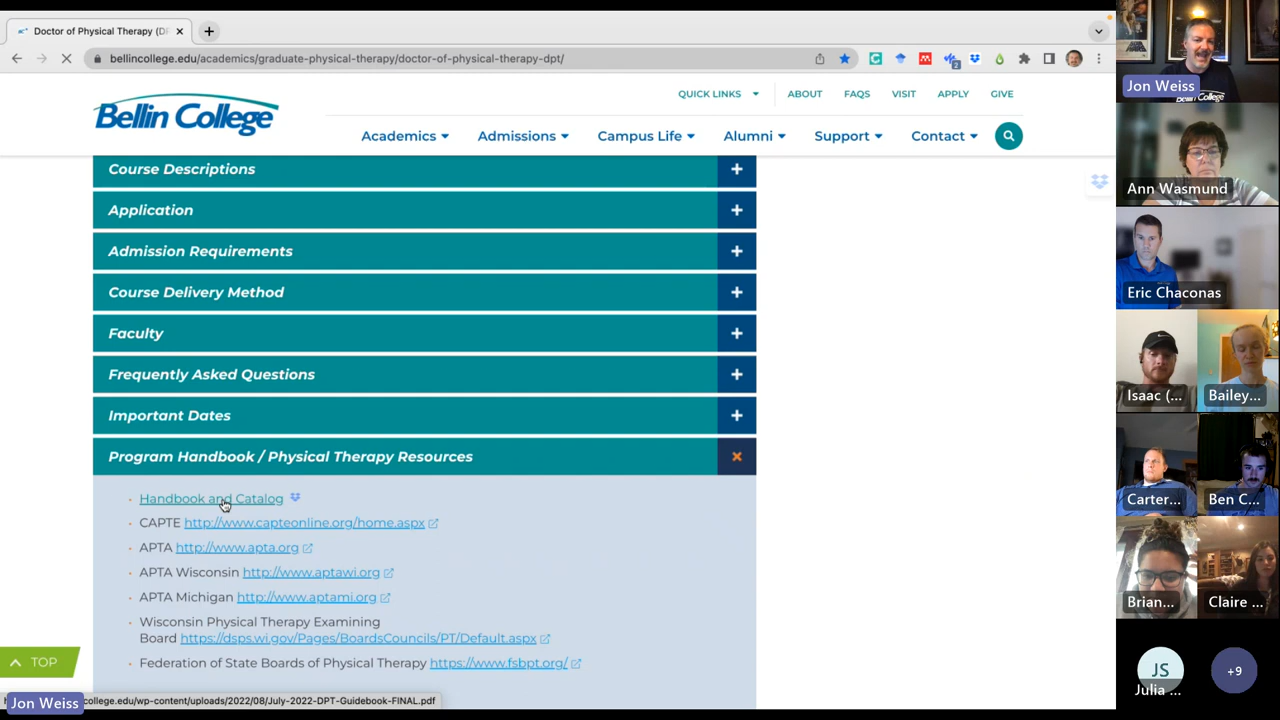 Doctor of Physical Therapy (DP
bellincollege.edu/academics/graduate-physical-therapy/doctor-of-physical-therapy-dpt/
2
Bellin College
QUICK LINKS
ABOUT
FAQS
VISIT
APPLY
GIVE
Academics
Admissions
Campus Life
Alumni
Support
Contact
Course Descriptions
Application
Admission Requirements
Course Delivery Method
Faculty
Frequently Asked Questions
Important Dates
Program Handbook / Physical Therapy Resources
Handbook and Catalog
CAPTE http://www.capteonline.org/home.aspx
APTA http://www.apta.org
APTA Wisconsin http://www.aptawi.org
APTA Michigan http://www.aptami.org
Wisconsin Physical Therapy Examining
Board https://dsps.wi.gov/Pages/BoardsCouncils/PT/Default.aspx
Federation of State Boards of Physical Therapy https://www.fsbpt.org/
TOP
college.edu/wp-content/uploads/2022/08/July-2022-DPT-Guidebook-FINAL.pdf
Jon Weiss
Jon Weiss
Bellin College
Ann Wasmund
Eric Chaconas
Isaac (...
Bailey...
Carter...
Ben C...
Brian...
Claire ...
JS
Julia ...
+9